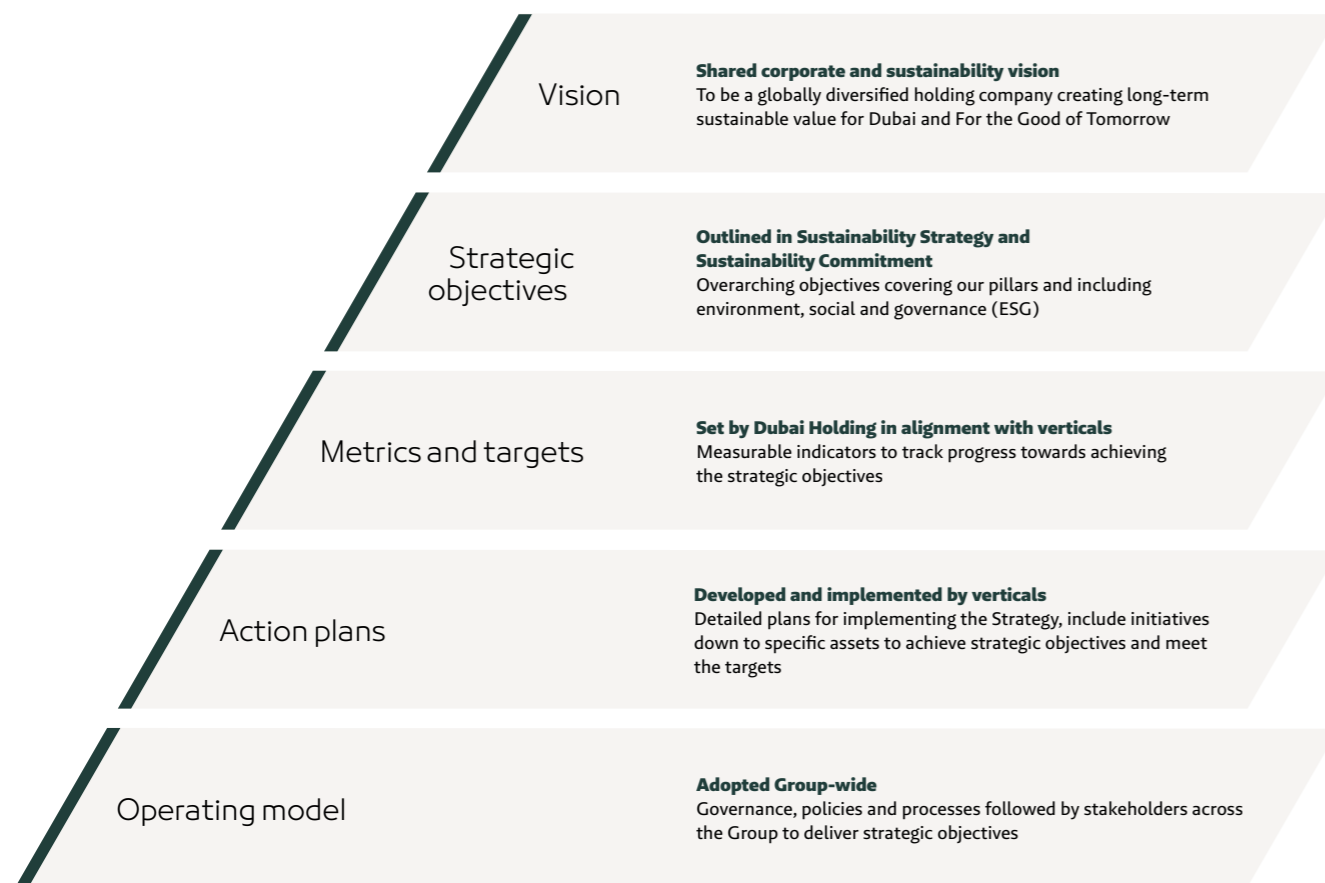 Vision
Shared corporate and sustainability vision
To be a globally diversified holding company creating long-term
sustainable value for Dubai and For the Good of Tomorrow
Strategic
objectives
Outlined in Sustainability Strategy and
Sustainability Commitment
Overarching objectives covering our pillars and including
environment, social and governance (ESG)
Metrics and targets
Set by Dubai Holding in alignment with verticals
Measurable indicators to track progress towards achieving
the strategic objectives
Action plans
Developed and implemented by verticals
Detailed plans for implementing the Strategy, include initiatives
down to specific assets to achieve strategic objectives and meet
the targets
Operating model
Adopted Group-wide
Governance, policies and processes followed by stakeholders across
the Group to deliver strategic objectives